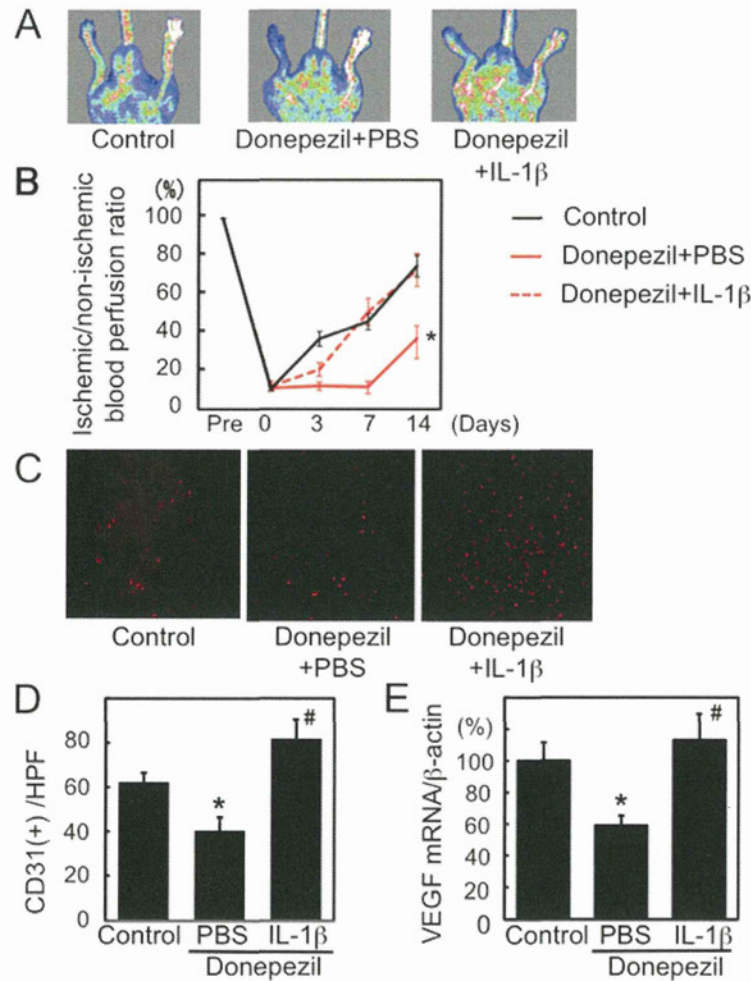 A
Control
Donepezil+PBS
Donepezil
+IL-1β
B
(%)
Ischemic/non-ischemic
blood perfusion ratio
100
80
60
40
20
0
Pre 0 3 7 14 (Days)
Control
Donepezil+PBS
Donepezil+IL-1β
*
C
Control
Donepezil
+PBS
Donepezil
+IL-1β
D
CD31(+) /HPF
80
60
40
20
0
*
#
Control PBS IL-1β
Donepezil
E
(%)
VEGF mRNA/β-actin
100
80
60
40
20
0
*
#
Control PBS IL-1β
Donepezil